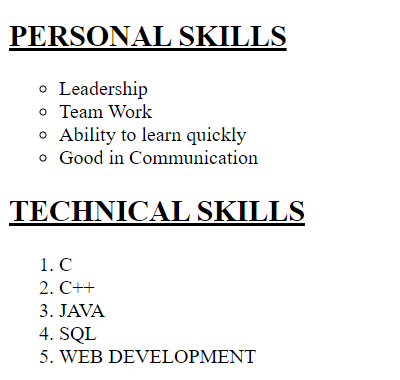 PERSONAL SKILLS
Leadership
Team Work
Ability to learn quickly
Good in Communication
TECHNICAL SKILLS
1. C
2. C++
3. JAVA
4. SQL
5. WEB DEVELOPMENT